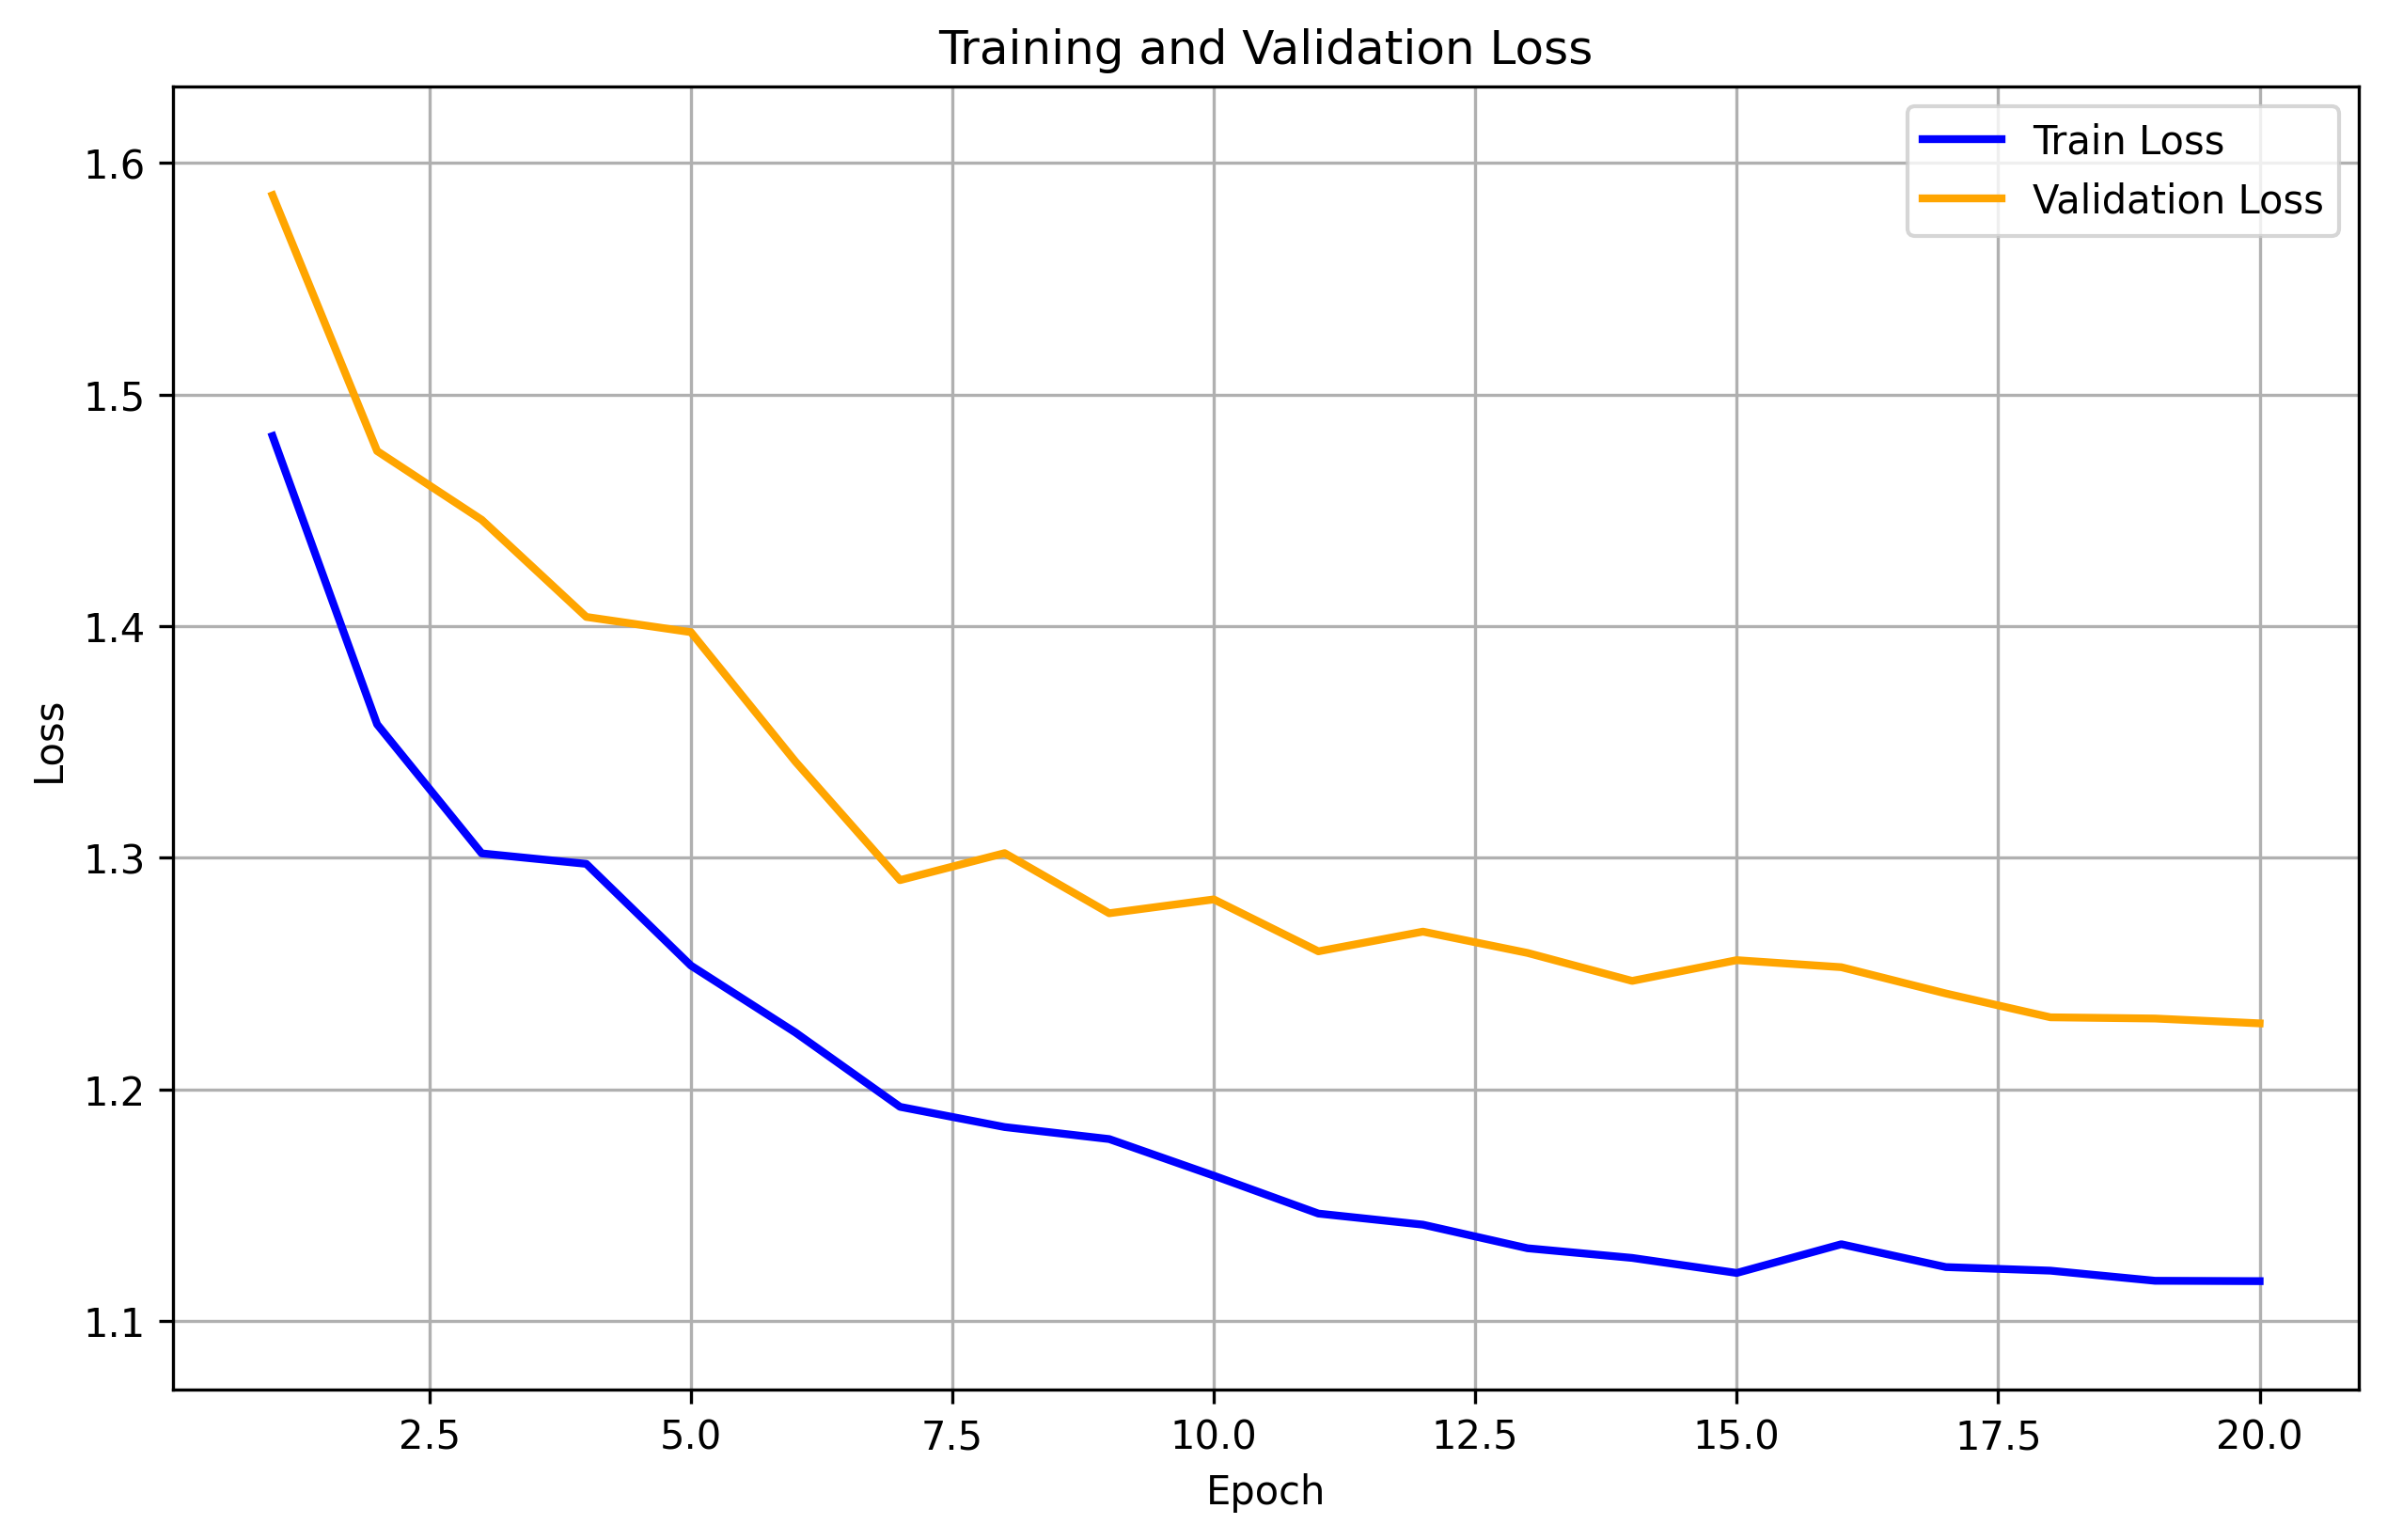 Training and Validation Loss
Train Loss
Validation Loss
1.6
1.5
1.4
1.3
1.2
1.1
Loss
2.5 5.0 7.5 10.0 12.5 15.0 17.5 20.0
Epoch